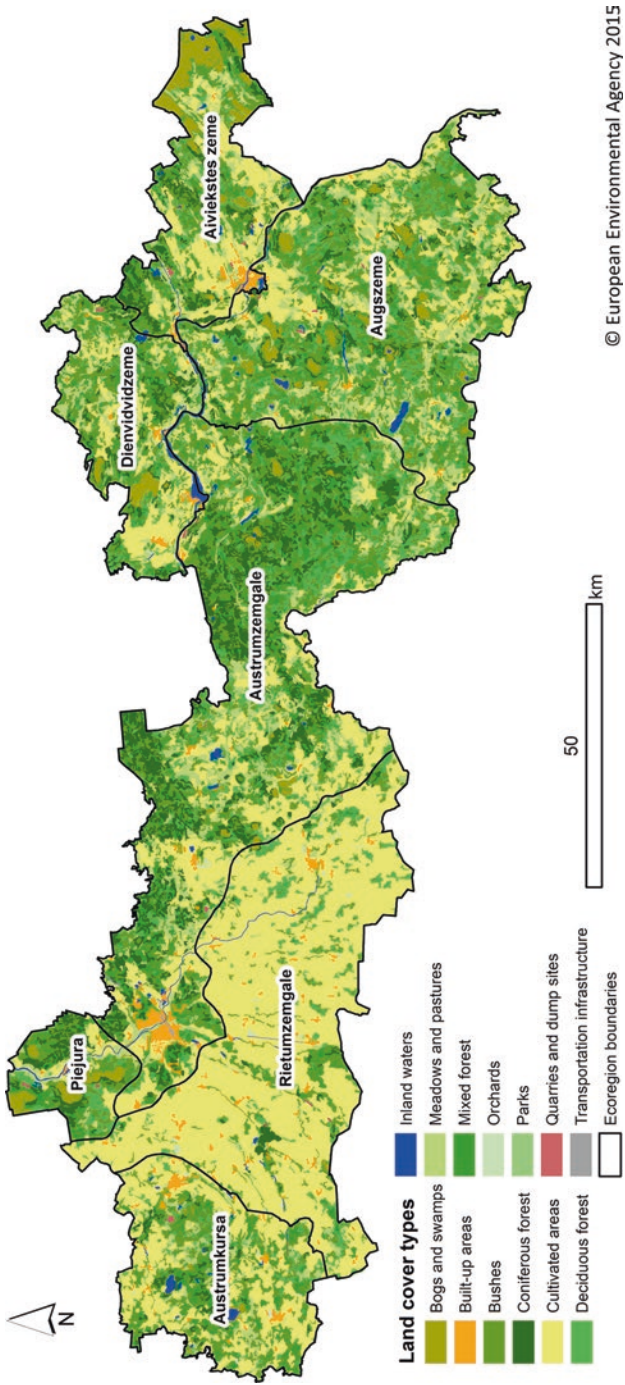 N
Piejura
Dienvidvidzeme
Aiviekstes zeme
Austrumkursa
Rietumzemgale
Austrumzemgale
Augszeme
Land cover types
Bogs and swamps
Built-up areas
Bushes
Coniferous forest
Cultivated areas
Deciduous forest
Inland waters
Meadows and pastures
Mixed forest
Orchards
Parks
Quarries and dump sites
Transportation infrastructure
Ecoregion boundaries
50
km
© European Environmental Agency 2015